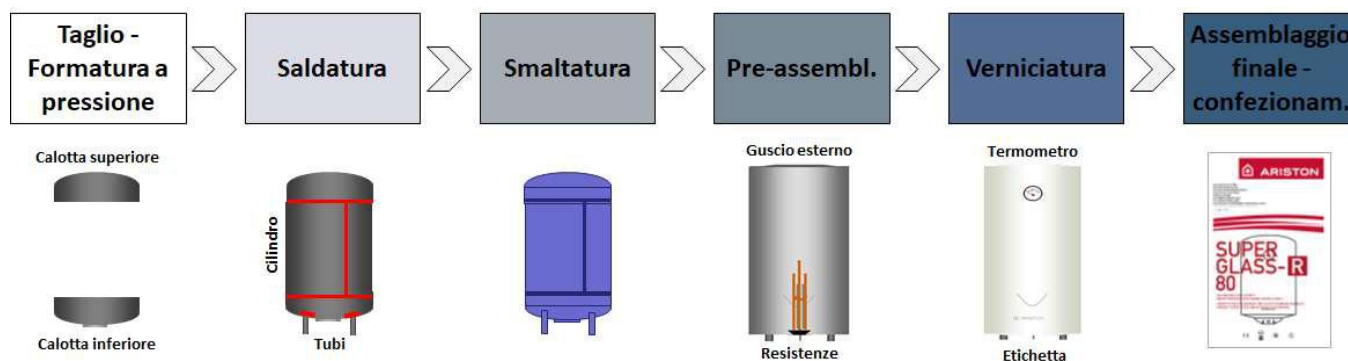 Taglio -
Formatura a
pressione
Saldatura
Smaltatura
Pre-assembl.
Verniciatura
Assemblaggio
finale -
confezionam.
Calotta superiore
Calotta inferiore
Cilindro
Tubi
Guscio esterno
Resistenze
Termometro
ARISTON
Etichetta
ARISTON
SUPER
GLASS-R
80